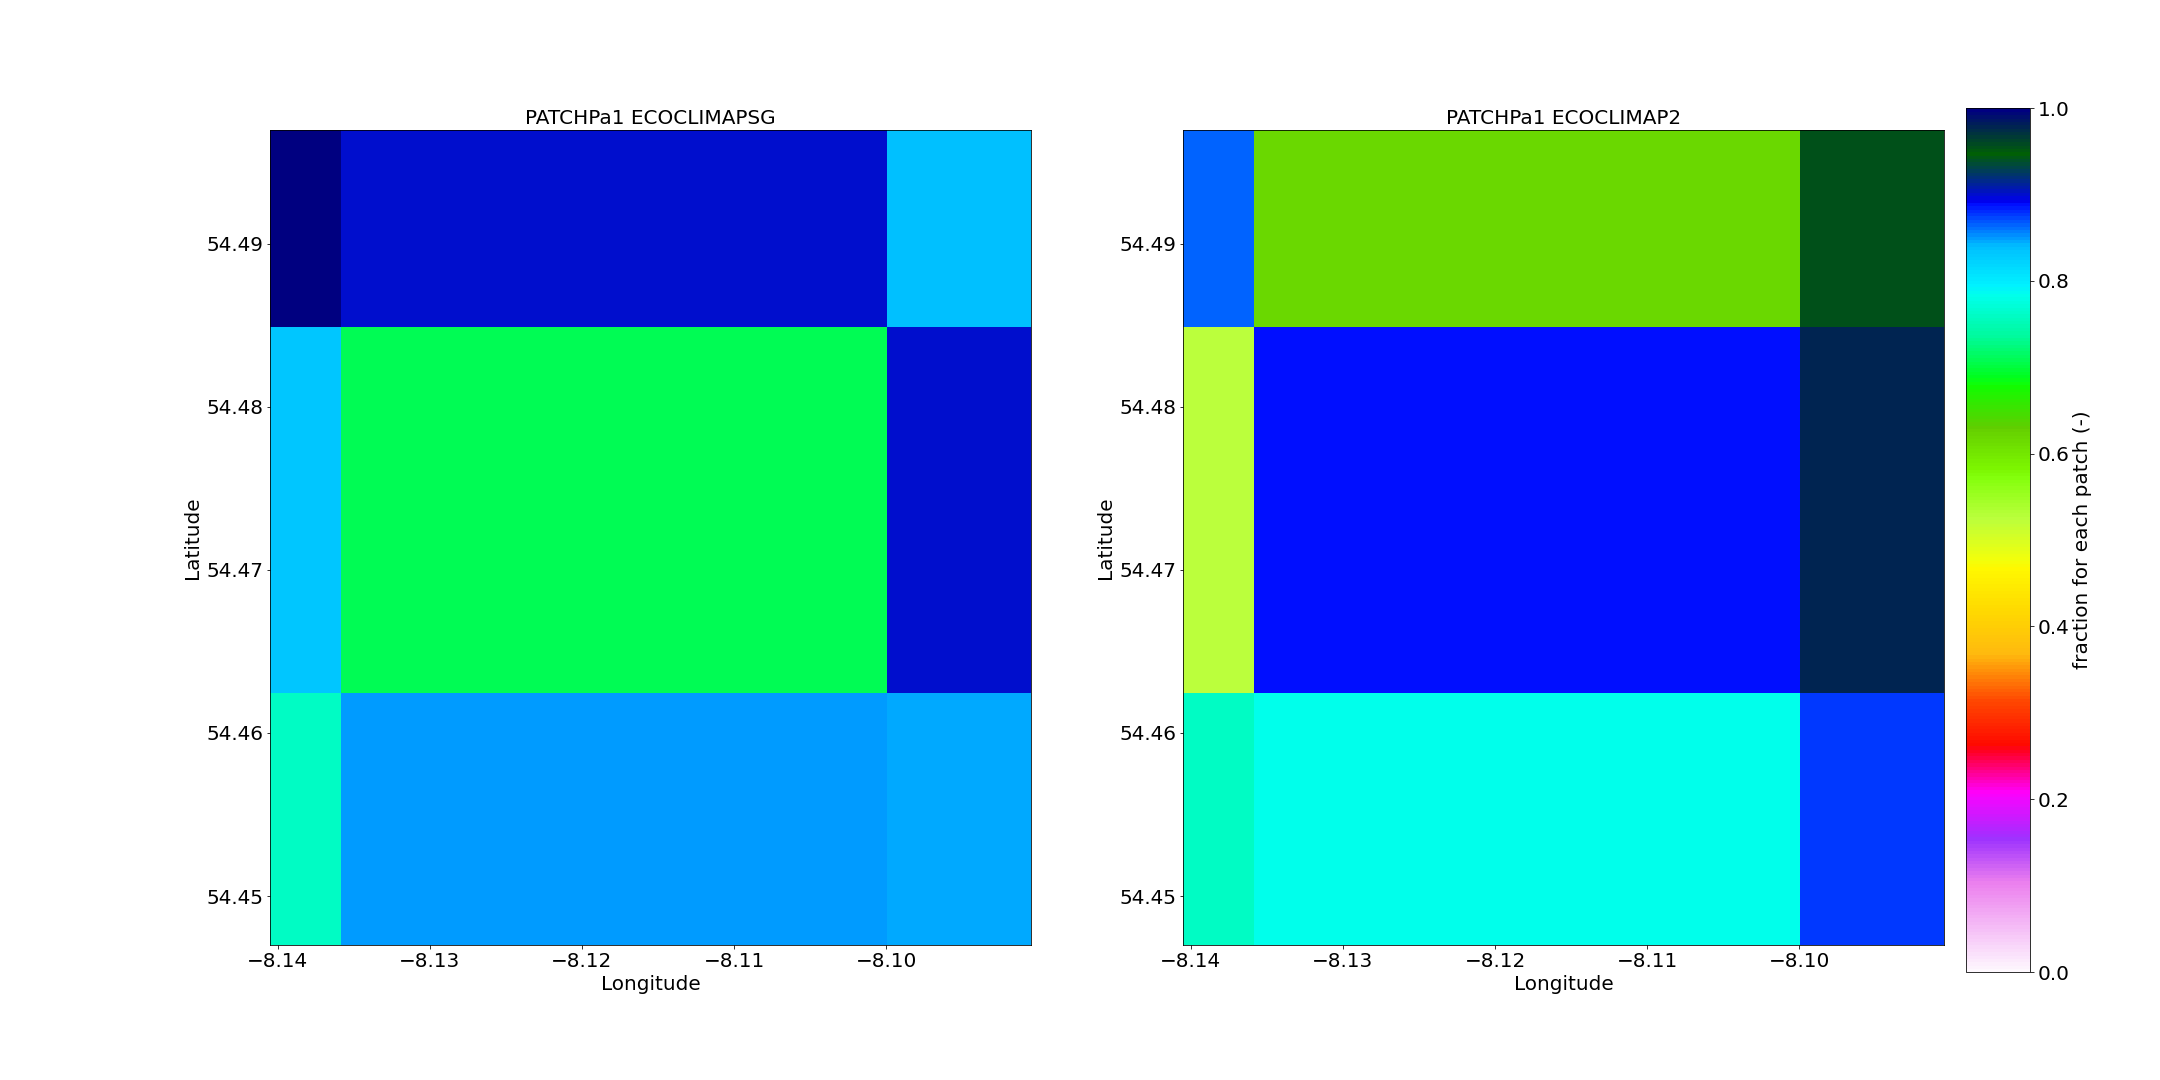 PATCHPa1 ECOCLIMAPSG
54.49
54.48
54.47
54.46
54.45
Latitude
−8.14 −8.13 −8.12 −8.11 −8.10
Longitude
PATCHPa1 ECOCLIMAP2
54.49
54.48
54.47
54.46
54.45
Latitude
−8.14 −8.13 −8.12 −8.11 −8.10
Longitude
1.0
0.8
0.6
0.4
0.2
0.0
fraction for each patch (-)